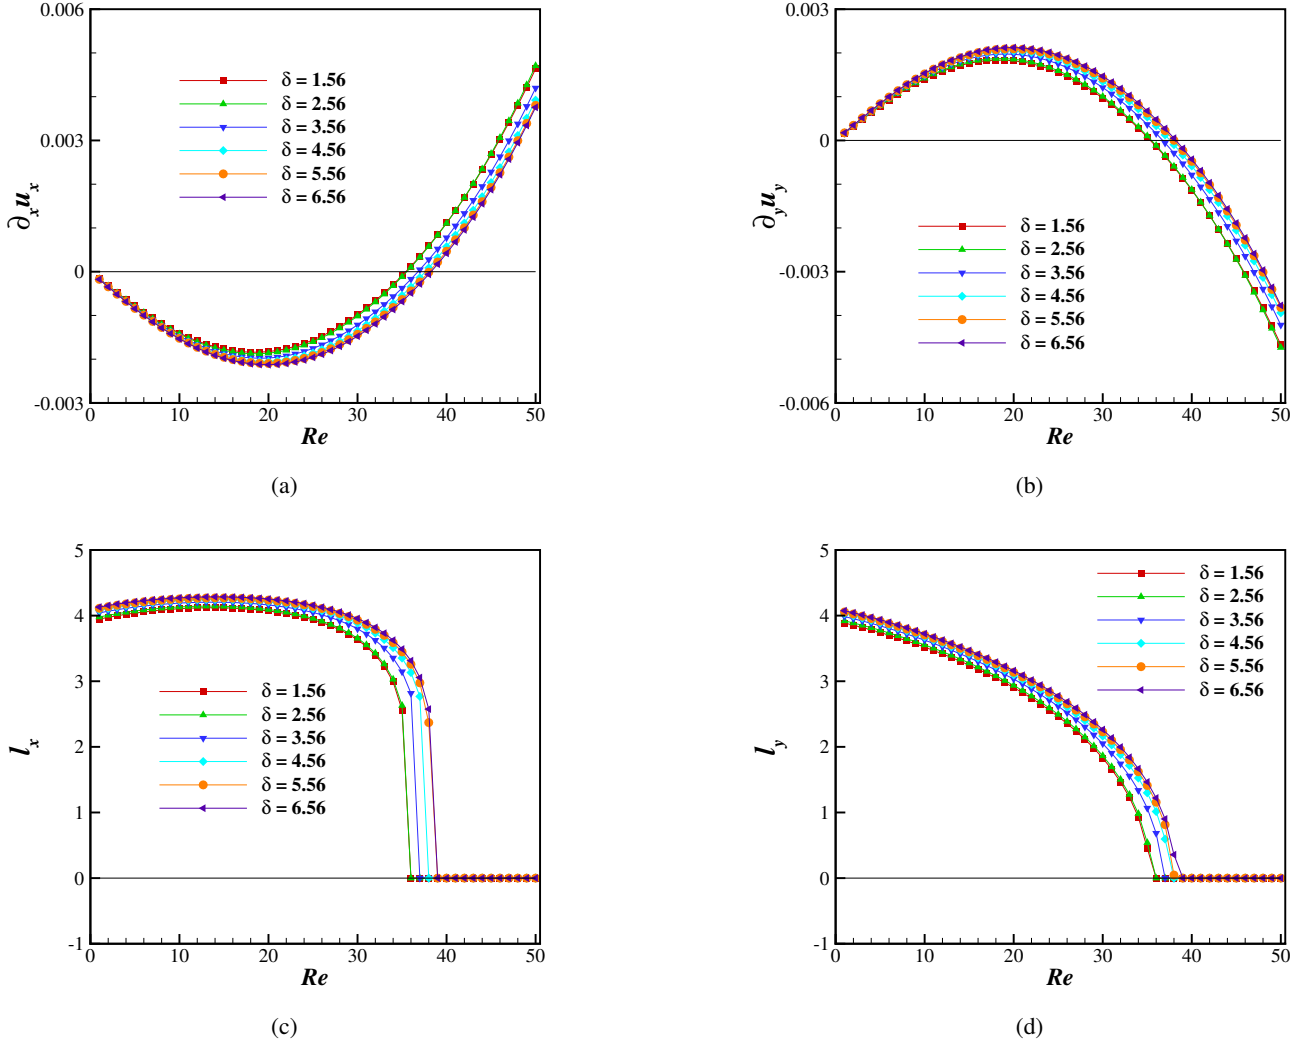 0.006
0.003
0
-0.003
∂ₓuₓ
δ = 1.56
δ = 2.56
δ = 3.56
δ = 4.56
δ = 5.56
δ = 6.56
0 10 20 30 40 50
Re
(a)
0.003
0
-0.003
-0.006
∂_y u_y
δ = 1.56
δ = 2.56
δ = 3.56
δ = 4.56
δ = 5.56
δ = 6.56
0 10 20 30 40 50
Re
(b)
5
4
3
2
1
0
-1
l_x
δ = 1.56
δ = 2.56
δ = 3.56
δ = 4.56
δ = 5.56
δ = 6.56
0 10 20 30 40 50
Re
(c)
5
4
3
2
1
0
-1
l_y
δ = 1.56
δ = 2.56
δ = 3.56
δ = 4.56
δ = 5.56
δ = 6.56
0 10 20 30 40 50
Re
(d)